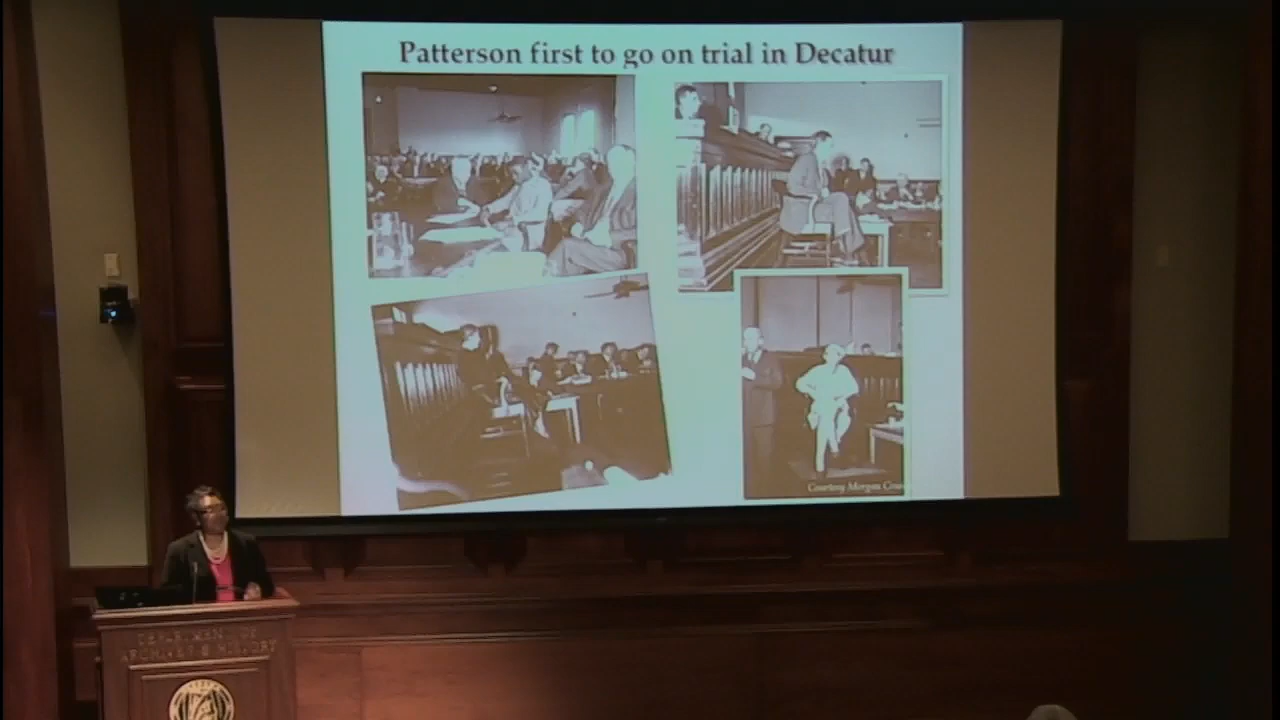 Patterson first to go on trial in Decatur
Courtesy Morgan
DEPARTMENT OF
ARCHIVES & HISTORY